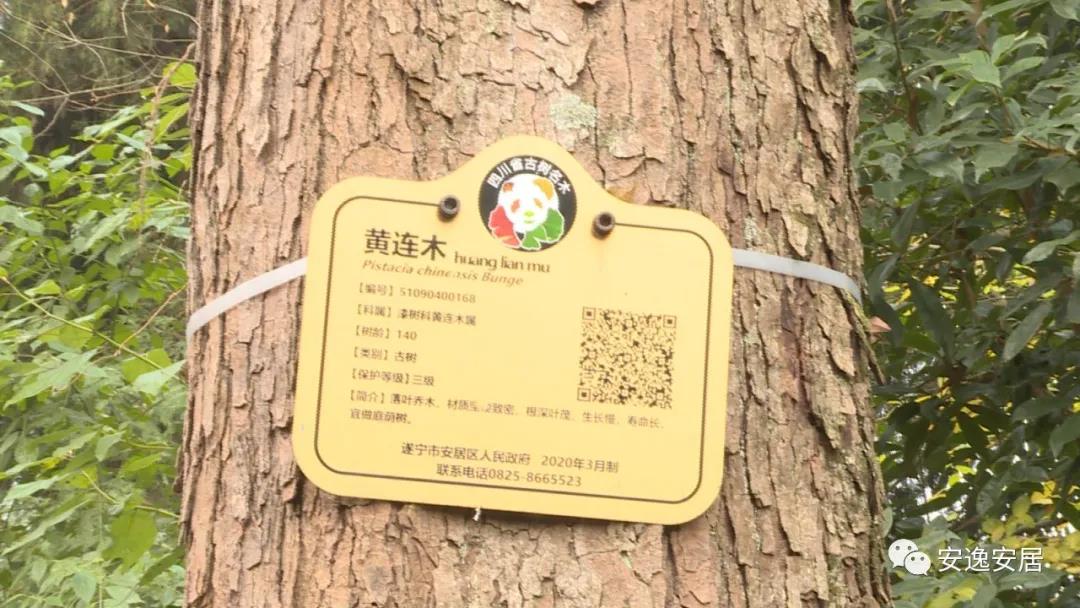 四川省古树名木
黄连木 huang lian mu
Pistacia chinensis Bunge
【编号】51090400168
【科属】漆树科黄连木属
【树龄】140
【类别】古树
【保护等级】三级
【简介】落叶乔木、材质坚 致密、根深叶茂、生长慢、寿命长、
宜做庭荫树。
遂宁市安居区人民政府 2020年3月制
联系电话0825-8665523
安逸安居